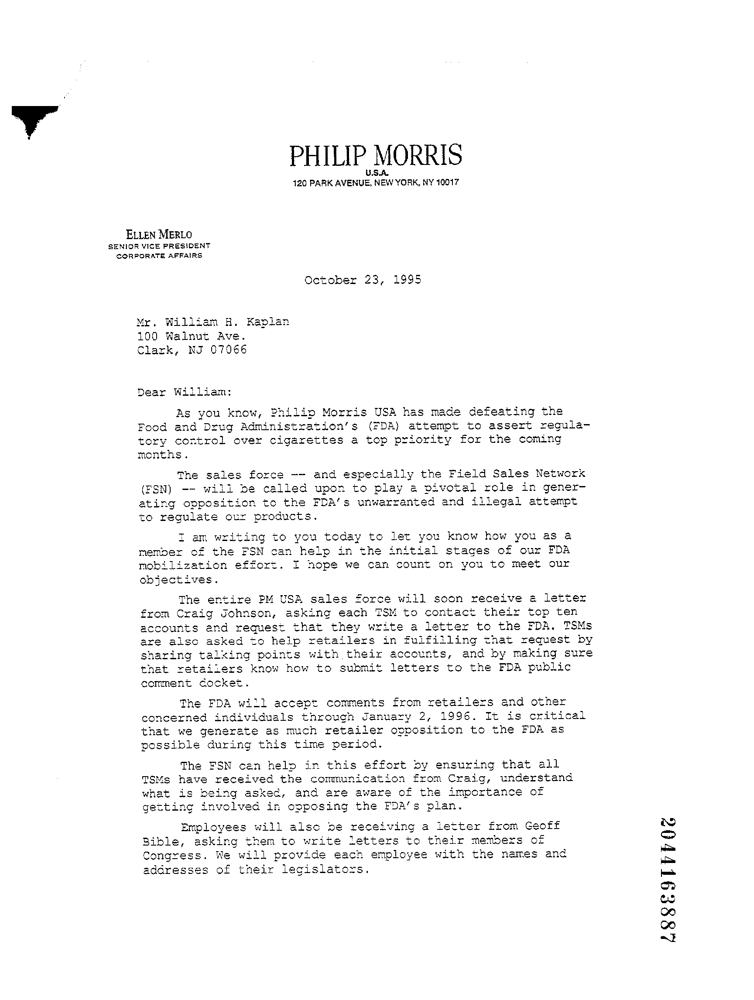 PHILIP MORRIS
U.S.A.
120 PARK AVENUE, NEW YORK, NY 10017
ELLEN MERLO
SENIOR VICE PRESIDENT
CORPORATE AFFAIRS
October 23, 1995
Mr. William H. Kaplan
100 Walnut Ave.
Clark, NJ 07066
Dear William:
As you know, Philip Morris USA has made defeating the
Food and Drug Administration's (FDA) attempt to assert regula-
tory control over cigarettes a top priority for the coming
months.
The sales force -- and especially the Field Sales Network
(FSN) -- will be called upon to play a pivotal role in gener-
ating opposition to the FDA's unwarranted and illegal attempt
to regulate our products.
I am writing to you today to let you know how you as a
member of the FSN can help in the initial stages of our FDA
mobilization effort. I hope we can count on you to meet our
objectives.
The entire PM USA sales force will soon receive a letter
from Craig Johnson, asking each TSM to contact their top ten
accounts and request that they write a letter to the FDA. TSMs
are also asked to help retailers in fulfilling that request by
sharing talking points with their accounts, and by making sure
that retailers know how to submit letters to the FDA public
comment docket.
The FDA will accept comments from retailers and other
concerned individuals through January 2, 1996. It is critical
that we generate as much retailer opposition to the FDA as
possible during this time period.
The FSN can help in this effort by ensuring that all
TSMs have received the communication from Craig, understand
what is being asked, and are aware of the importance of
getting involved in opposing the FDA's plan.
Employees will also be receiving a letter from Geoff
Bible, asking them to write letters to their members of
Congress. We will provide each employee with the names and
addresses of their legislators.
2044163887